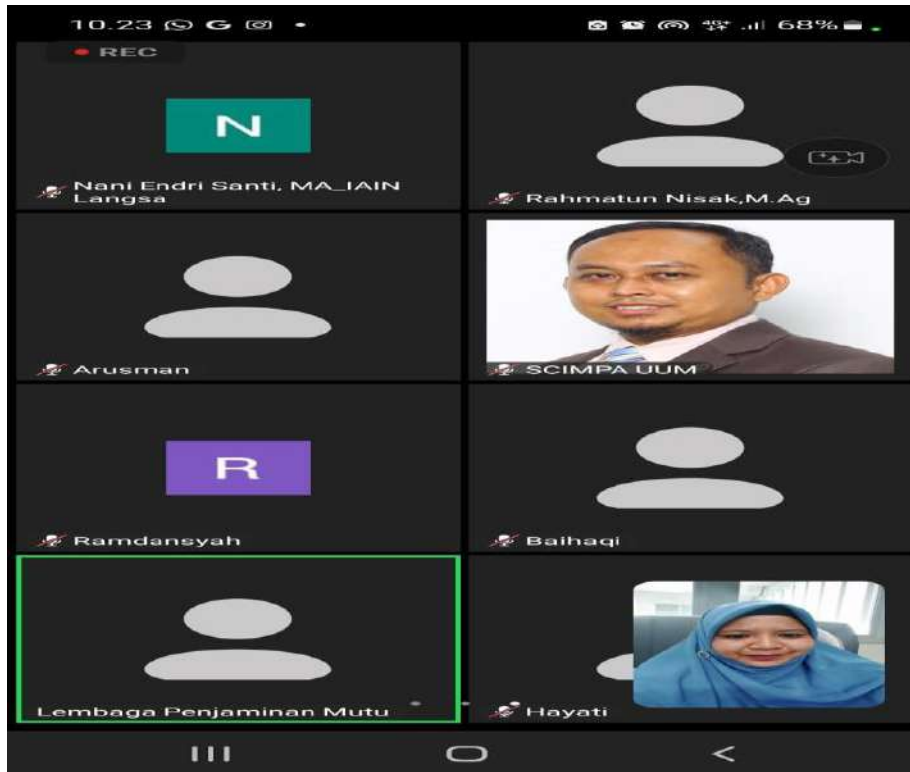 10.23 G
4G+ 68%
REC
N
Nani Endri Santi, MA_IAIN
Langsa
Rahmatun Nisak,M.Ag
Arusman
SCIMPA UUM
R
Ramdansyah
Baihaqi
Lembaga Penjaminan Mutu
Hayati